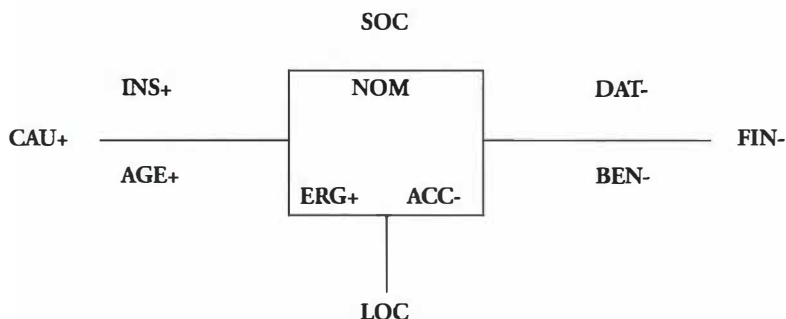 SOC
INS+ NOM DAT-
CAU+ FIN-
AGE+ BEN-
ERG+ ACC-
LOC